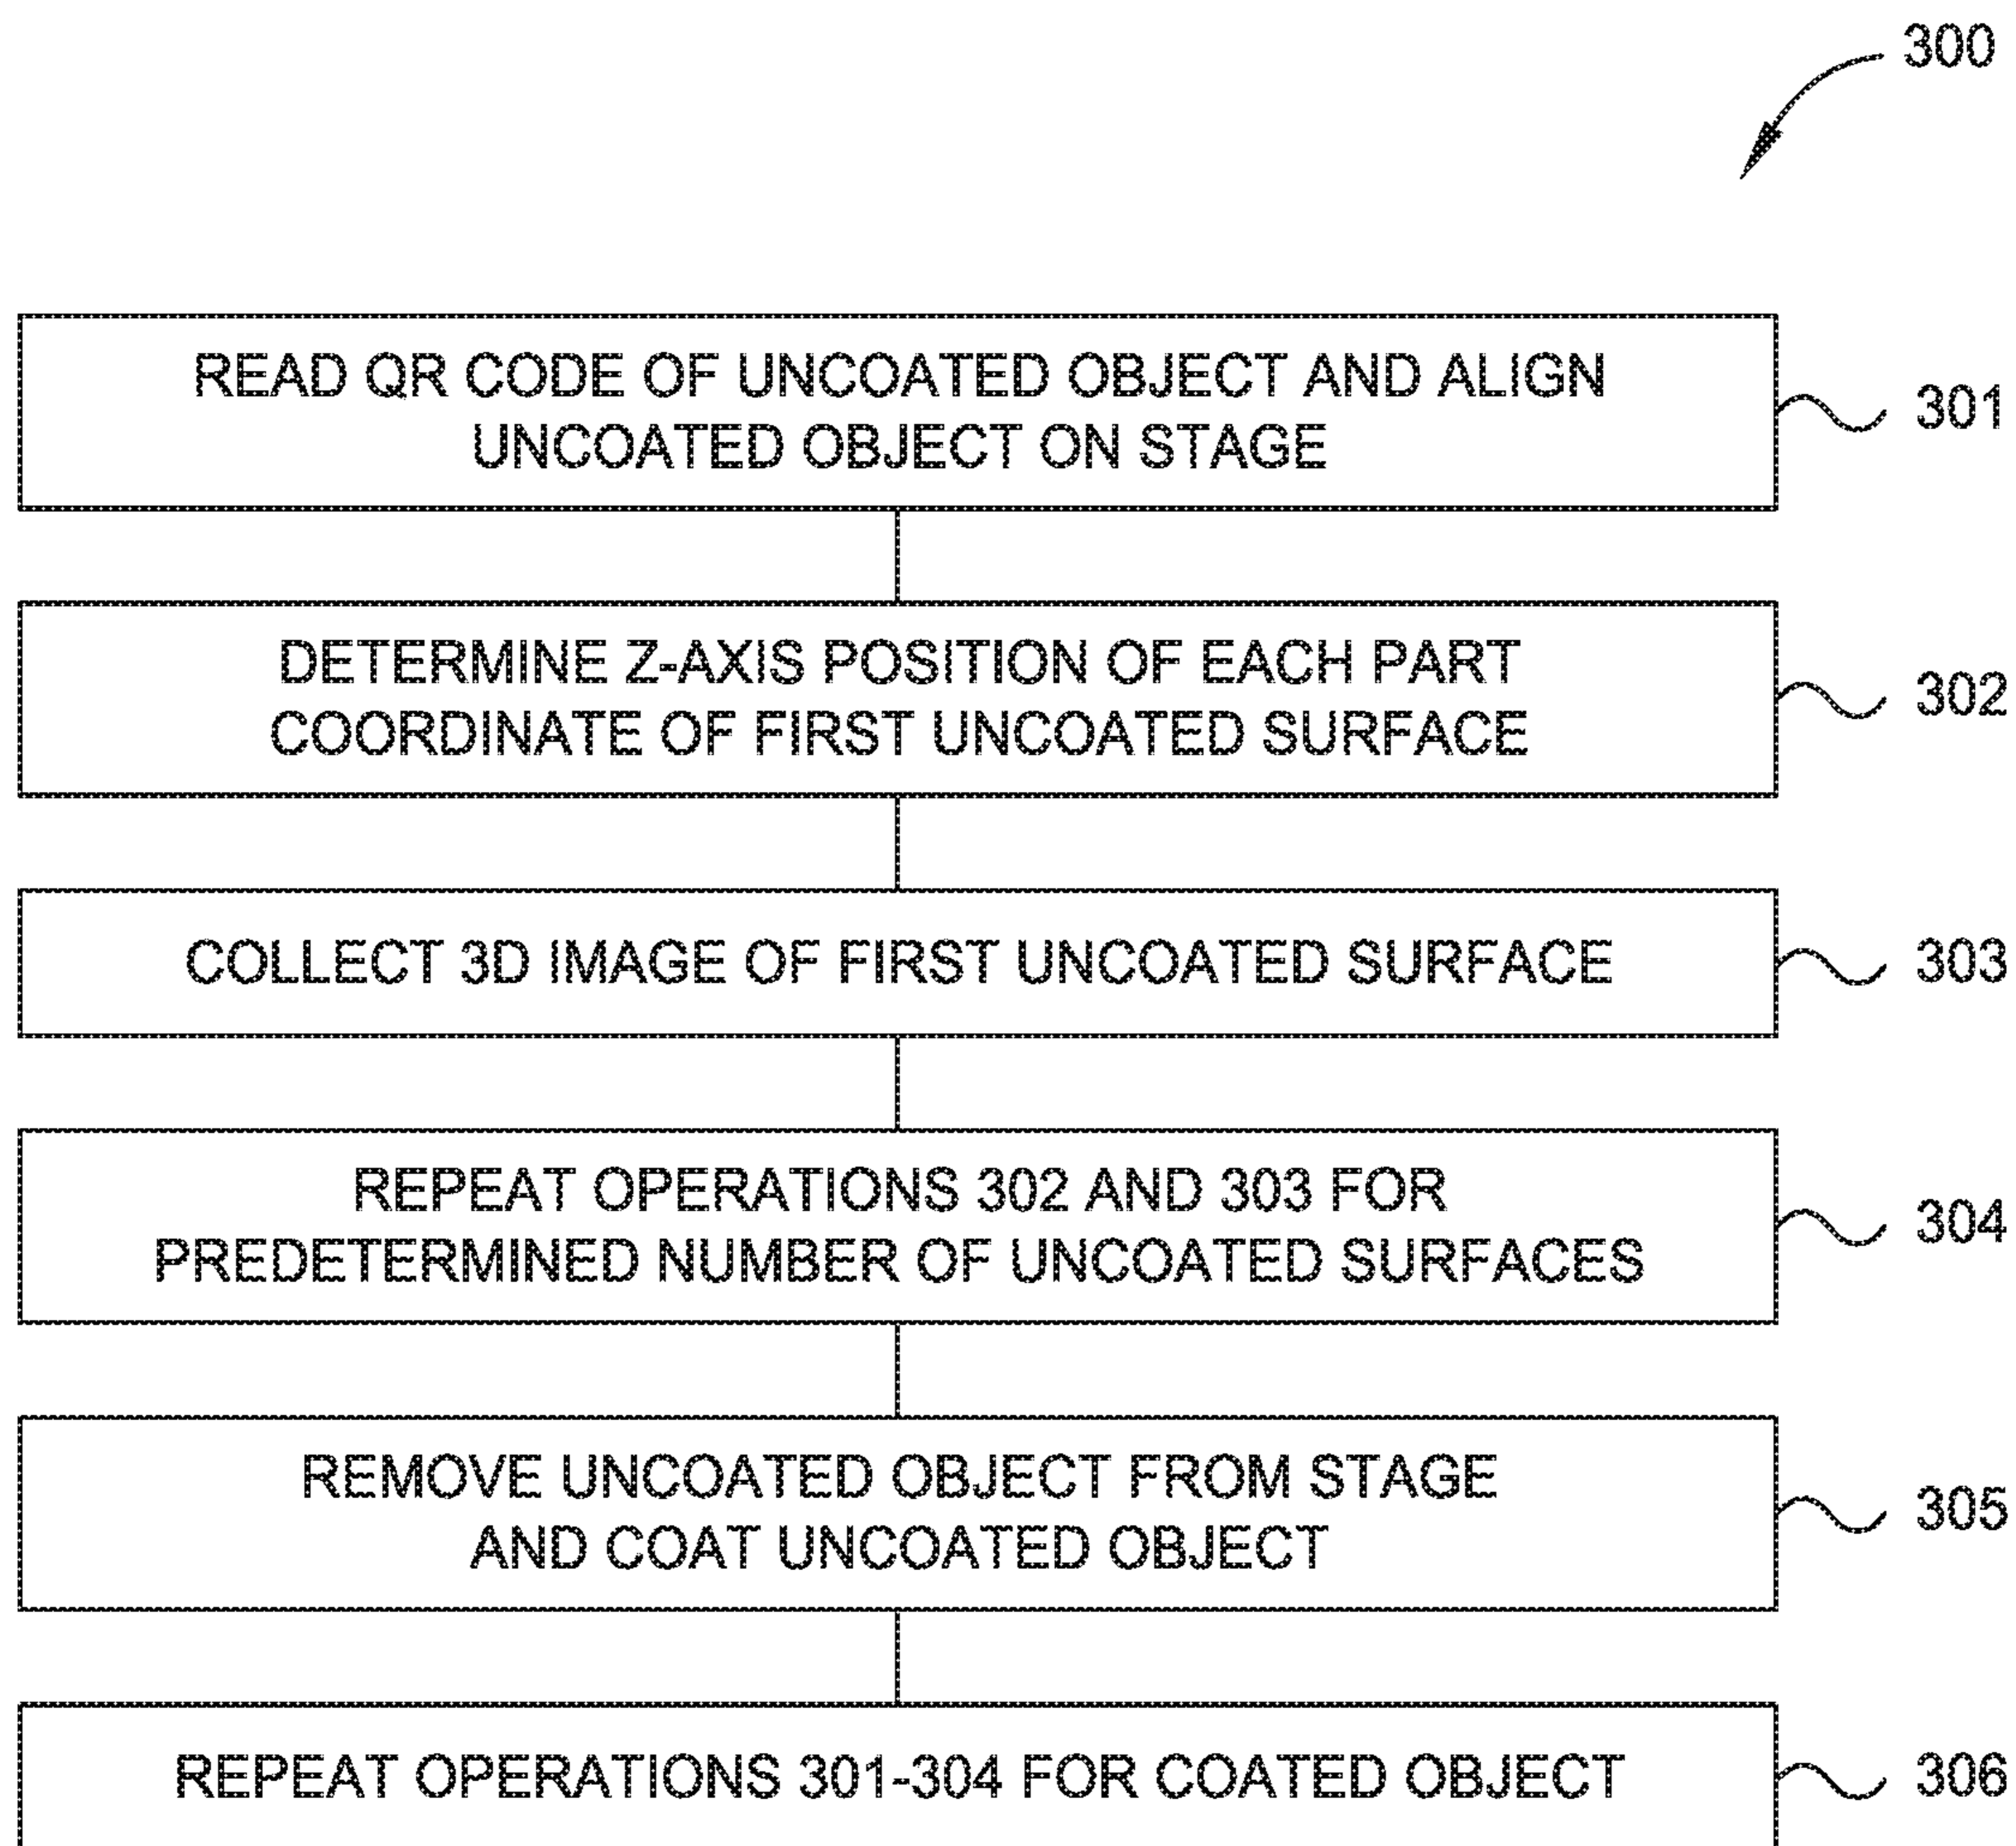 300
READ QR CODE OF UNCOATED OBJECT AND ALIGN
UNCOATED OBJECT ON STAGE
301
DETERMINE Z-AXIS POSITION OF EACH PART
COORDINATE OF FIRST UNCOATED SURFACE
302
COLLECT 3D IMAGE OF FIRST UNCOATED SURFACE
303
REPEAT OPERATIONS 302 AND 303 FOR
PREDETERMINED NUMBER OF UNCOATED SURFACES
304
REMOVE UNCOATED OBJECT FROM STAGE
AND COAT UNCOATED OBJECT
305
REPEAT OPERATIONS 301-304 FOR COATED OBJECT
306